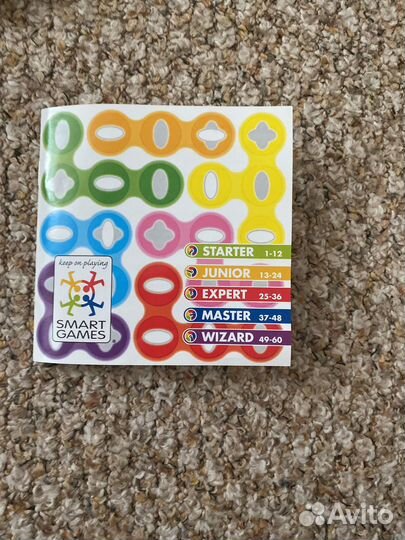 keep on playing
SMART
GAMES
STARTER 1-12
JUNIOR 13-24
EXPERT 25-36
MASTER 37-48
WIZARD 49-60
Avito